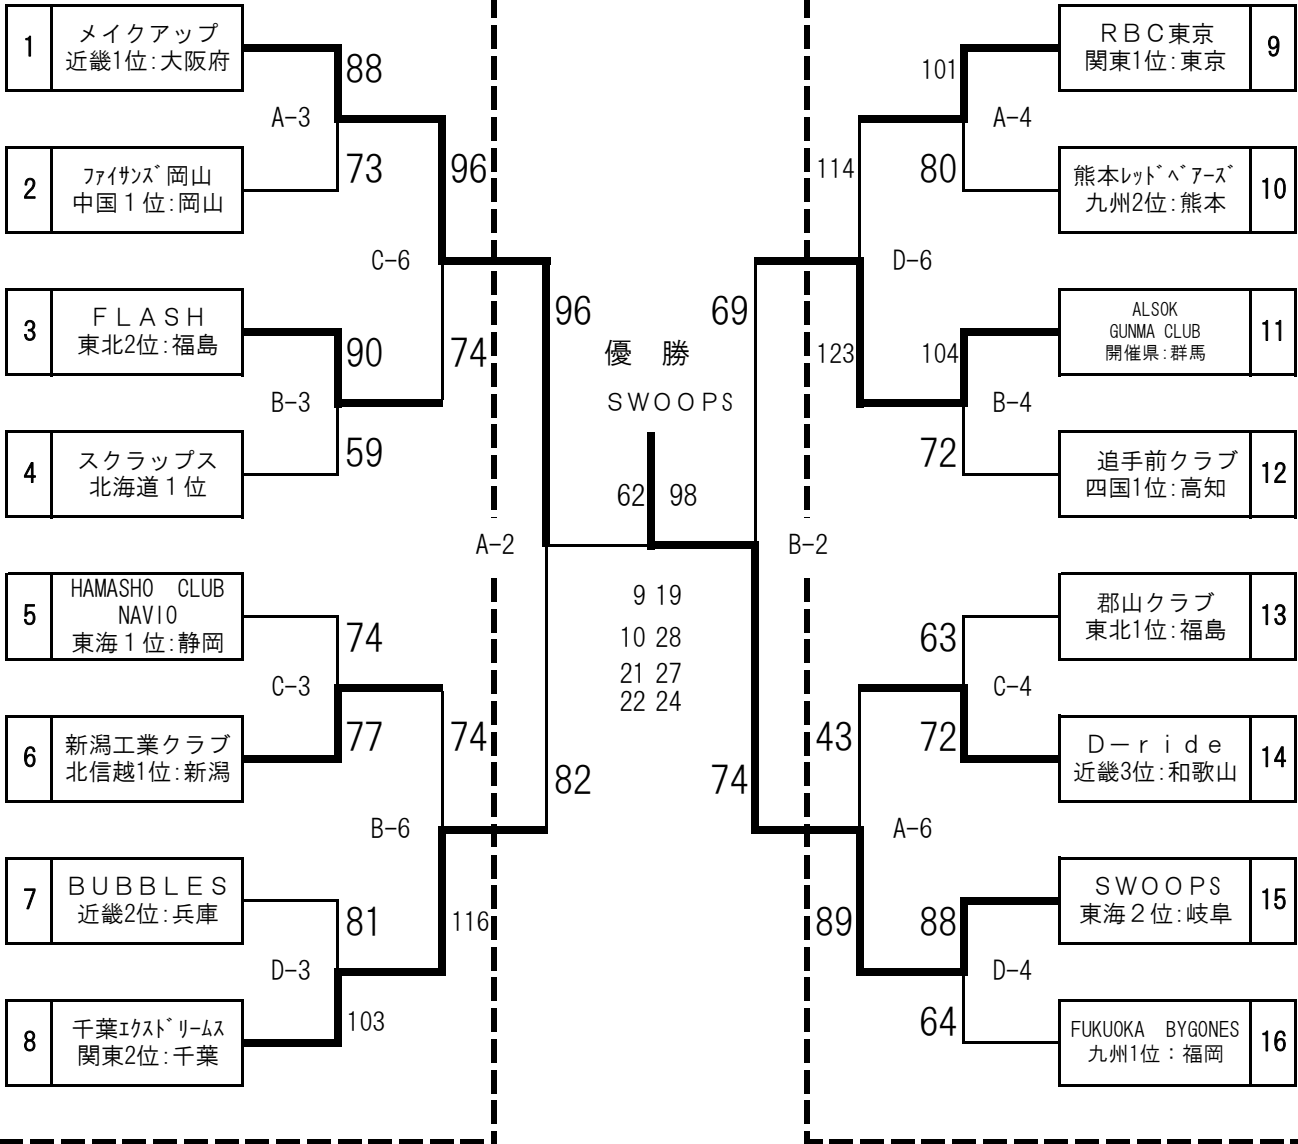 1
メイクアップ
近畿1位:大阪府
88
A-3
2
ﾌｧｲｻﾝｽﾞ岡山
中国１位:岡山
73
96
C-6
3
ＦＬＡＳＨ
東北2位:福島
90
74
B-3
4
スクラップス
北海道１位
59
A-2
5
HAMASHO CLUB
NAVIO
東海１位:静岡
74
C-3
6
新潟工業クラブ
北信越1位:新潟
77
74
B-6
7
ＢＵＢＢＬＥＳ
近畿2位:兵庫
81
116
D-3
8
千葉ｴｸｽﾄﾞﾘｰﾑｽ
関東2位:千葉
103
96
82
優　勝
ＳＷＯＯＰＳ
62 98
9 19
10 28
21 27
22 24
69
74
ＲＢＣ東京
関東1位:東京
9
101
A-4
熊本ﾚｯﾄﾞﾍﾞｱｰｽﾞ
九州2位:熊本
10
80
114
D-6
ALSOK
GUNMA CLUB
開催県:群馬
11
104
123
B-4
追手前クラブ
四国1位:高知
12
72
B-2
郡山クラブ
東北1位:福島
13
63
C-4
Ｄ－ｒｉｄｅ
近畿3位:和歌山
14
72
43
A-6
ＳＷＯＯＰＳ
東海２位:岐阜
15
88
89
D-4
FUKUOKA BYGONES
九州1位：福岡
16
64